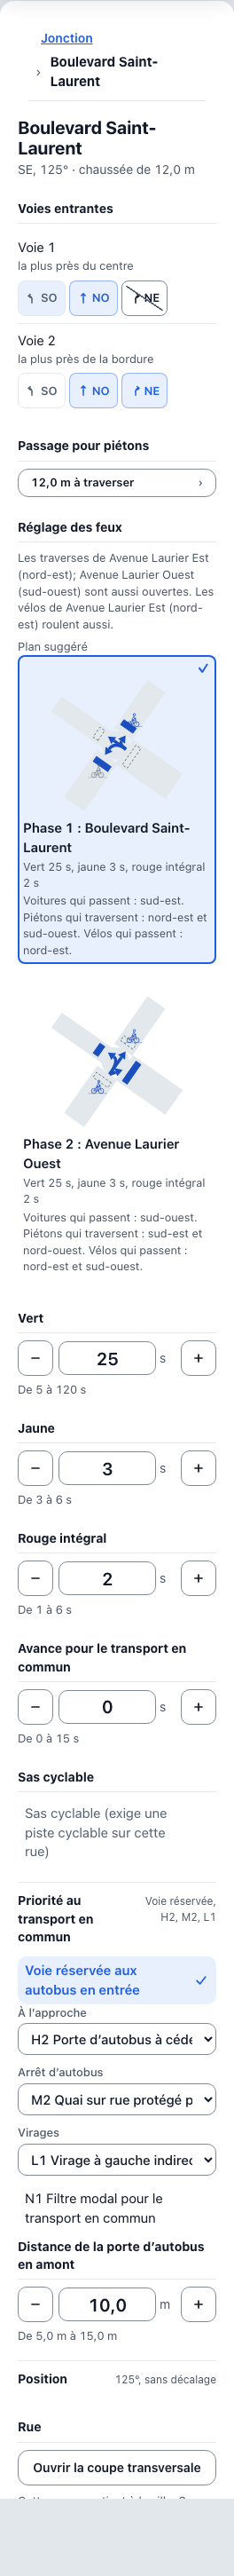 Jonction
› Boulevard Saint-
Laurent
Boulevard Saint-
Laurent
SE, 125° · chaussée de 12,0 m
Voies entrantes
Voie 1
la plus près du centre
SO
NO
NE
Voie 2
la plus près de la bordure
SO
NO
NE
Passage pour piétons
12,0 m à traverser ›
Réglage des feux
Les traverses de Avenue Laurier Est
(nord-est); Avenue Laurier Ouest
(sud-ouest) sont aussi ouvertes. Les
vélos de Avenue Laurier Est (nord-
est) roulent aussi.
Plan suggéré
Phase 1 : Boulevard Saint-
Laurent
Vert 25 s, jaune 3 s, rouge intégral
2 s
Voitures qui passent : sud-est.
Piétons qui traversent : nord-est et
sud-ouest. Vélos qui passent :
nord-est.
Phase 2 : Avenue Laurier
Ouest
Vert 25 s, jaune 3 s, rouge intégral
2 s
Voitures qui passent : sud-ouest.
Piétons qui traversent : sud-est et
nord-ouest. Vélos qui passent :
nord-est et sud-ouest.
Vert
− 25 s +
De 5 à 120 s
Jaune
− 3 s +
De 3 à 6 s
Rouge intégral
− 2 s +
De 1 à 6 s
Avance pour le transport en
commun
− 0 s +
De 0 à 15 s
Sas cyclable
Sas cyclable (exige une
piste cyclable sur cette
rue)
Priorité au
transport en
commun
Voie réservée,
H2, M2, L1
Voie réservée aux
autobus en entrée
À l'approche
H2 Porte d'autobus à céde
Arrêt d'autobus
M2 Quai sur rue protégé p
Virages
L1 Virage à gauche indirec
N1 Filtre modal pour le
transport en commun
Distance de la porte d'autobus
en amont
− 10,0 m +
De 5,0 m à 15,0 m
Position 125°, sans décalage
Rue
Ouvrir la coupe transversale